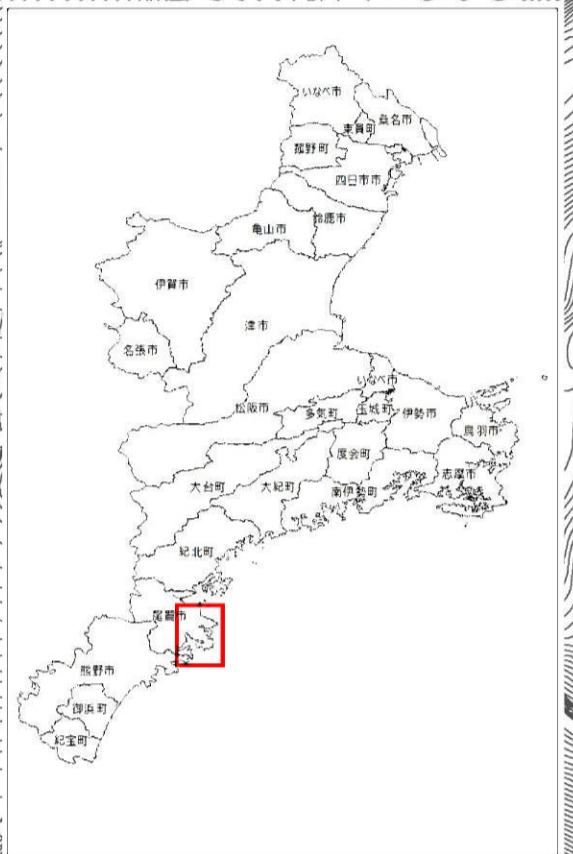 いなべ市
桑名市
東員町
菰野町
四日市市
鈴鹿市
亀山市
伊賀市
津市
名張市
いなべ市
松阪市
多気町
玉城町
伊勢市
鳥羽市
度会町
志摩市
大台町
大紀町
南伊勢町
紀北町
尾鷲市
熊野市
御浜町
紀宝町